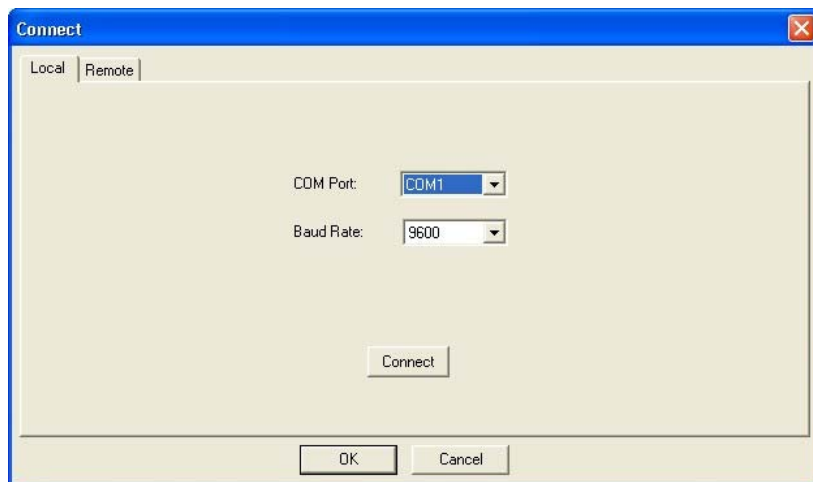 Connect
Local Remote
COM Port: COM1
Baud Rate: 9600
Connect
OK Cancel